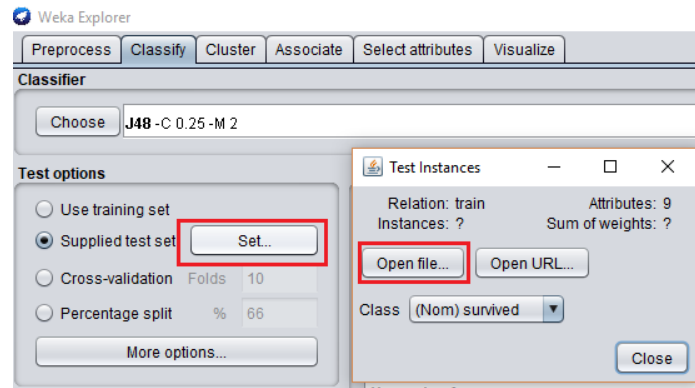 Weka Explorer
Preprocess Classify Cluster Associate Select attributes Visualize
Classifier
Choose J48 -C 0.25 -M 2
Test options
Use training set
Supplied test set Set...
Cross-validation Folds 10
Percentage split % 66
More options...
Test Instances
Relation: train Attributes: 9
Instances: ? Sum of weights: ?
Open file... Open URL...
Class (Nom) survived
Close